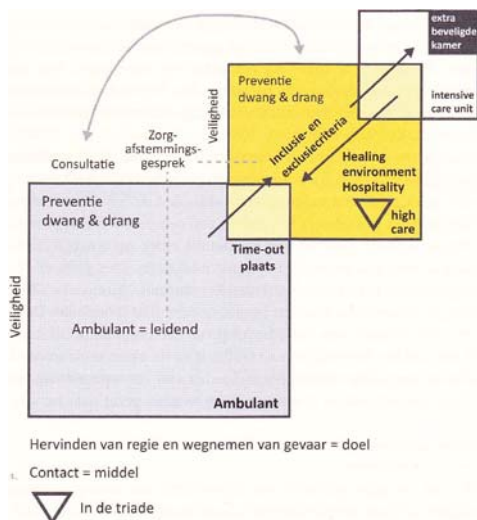 extra
beveiligde
kamer
intensive
care unit
Preventie
dwang & drang
Veiligheid
Inclusie- en
exclusiecriteria
Healing
environment
Hospitality
high
care
Zorg-
afstemmings-
gesprek
Consultatie
Preventie
dwang & drang
Time-out
plaats
Veiligheid
Ambulant = leidend
Ambulant
Hervinden van regie en wegnemen van gevaar = doel
Contact = middel
In de triade